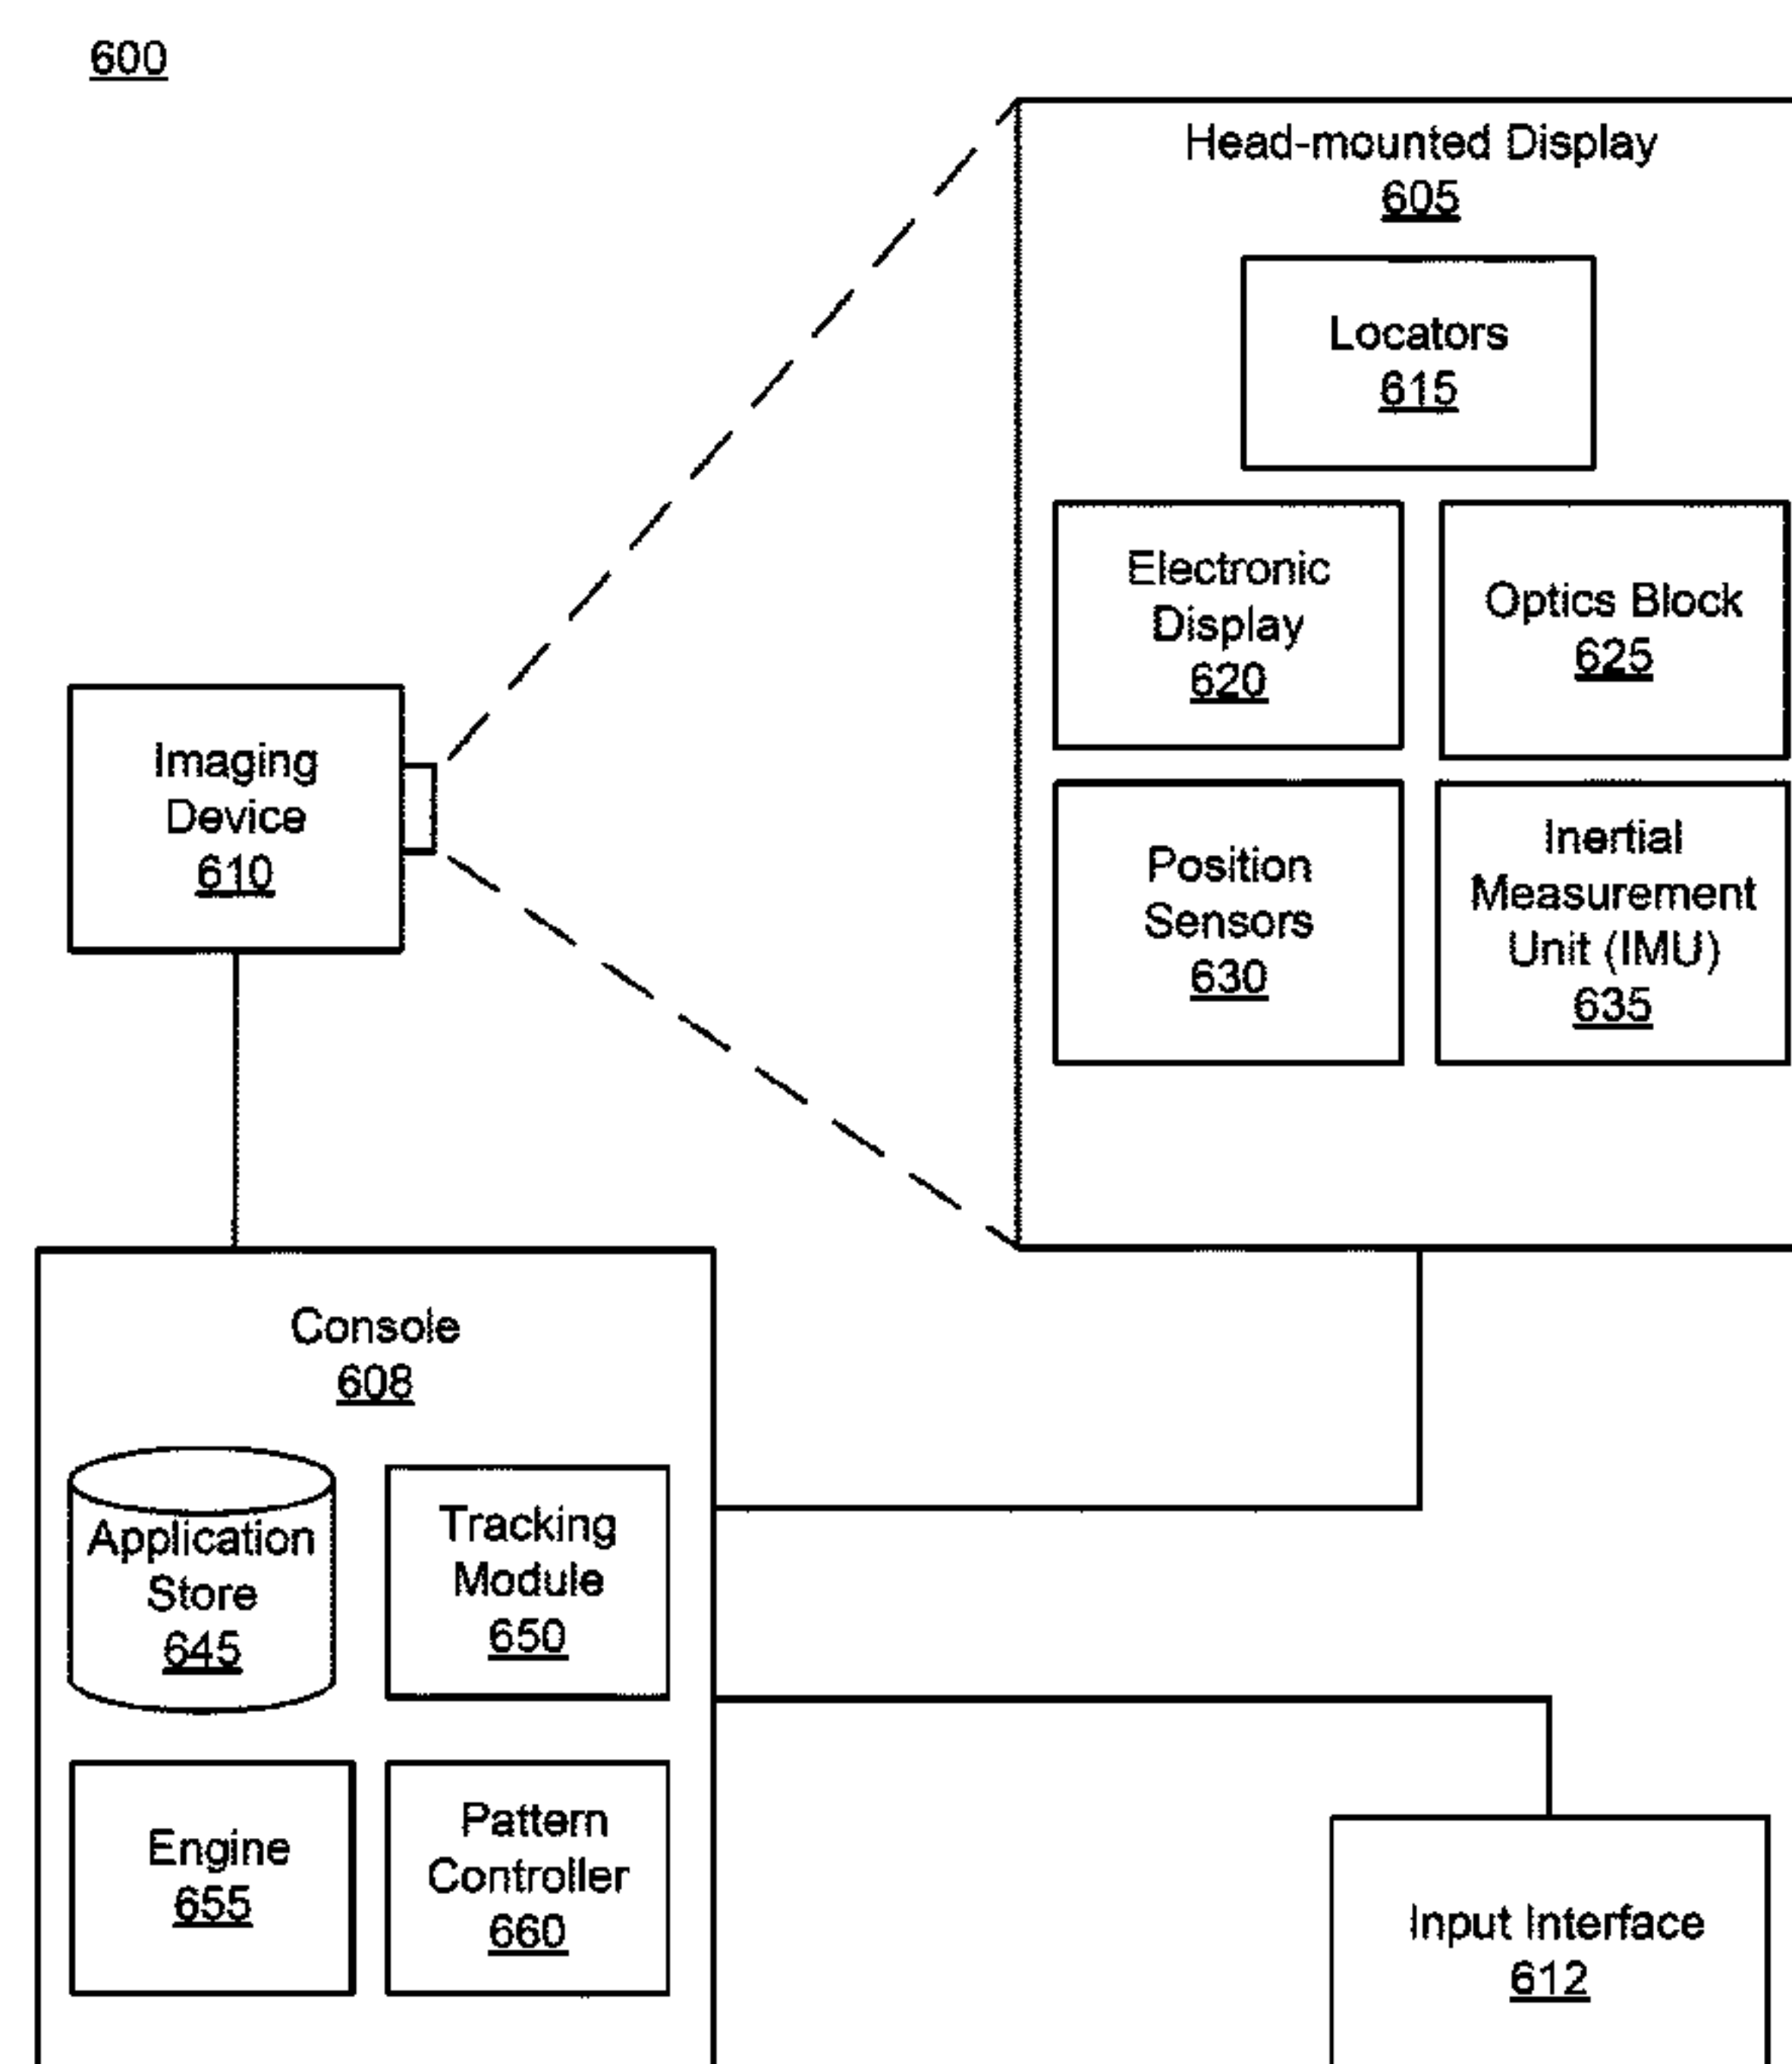 600
Head-mounted Display
605
Locators
615
Electronic
Display
620
Optics Block
625
Imaging
Device
610
Position
Sensors
630
Inertial
Measurement
Unit (IMU)
635
Console
608
Application
Store
645
Tracking
Module
650
Engine
655
Pattern
Controller
660
Input Interface
612